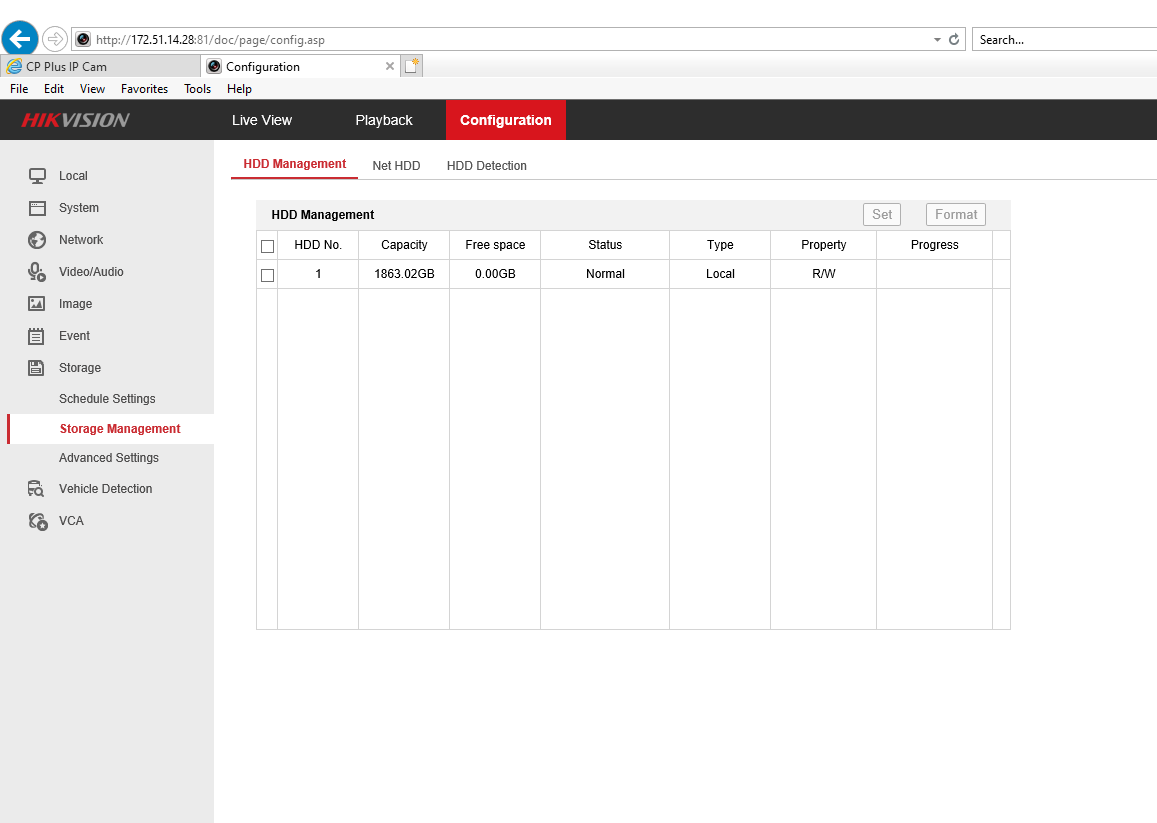 http://172.51.14.28:81/doc/page/config.asp
Search...
CP Plus IP Cam
Configuration
File Edit View Favorites Tools Help
HIKVISION
Live View
Playback
Configuration
Local
System
Network
Video/Audio
Image
Event
Storage
Schedule Settings
Storage Management
Advanced Settings
Vehicle Detection
VCA
HDD Management Net HDD HDD Detection
HDD Management Set Format
HDD No. Capacity Free space Status Type Property Progress
1 1863.02GB 0.00GB Normal Local R/W